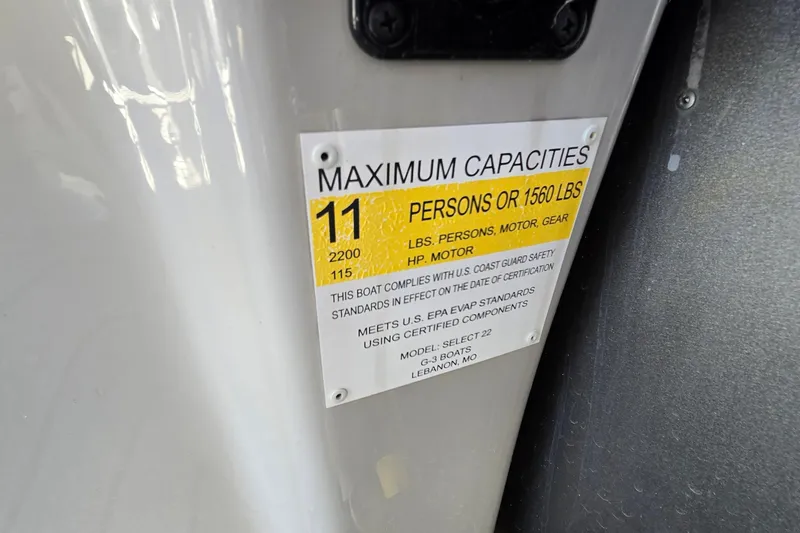 MAXIMUM CAPACITIES
11 PERSONS OR 1560 LBS
2200 LBS. PERSONS, MOTOR, GEAR
115 HP. MOTOR
THIS BOAT COMPLIES WITH U.S. COAST GUARD SAFETY
STANDARDS IN EFFECT ON THE DATE OF CERTIFICATION
MEETS U.S. EPA EVAP STANDARDS
USING CERTIFIED COMPONENTS
MODEL: SELECT 22
G-3 BOATS
LEBANON, MO